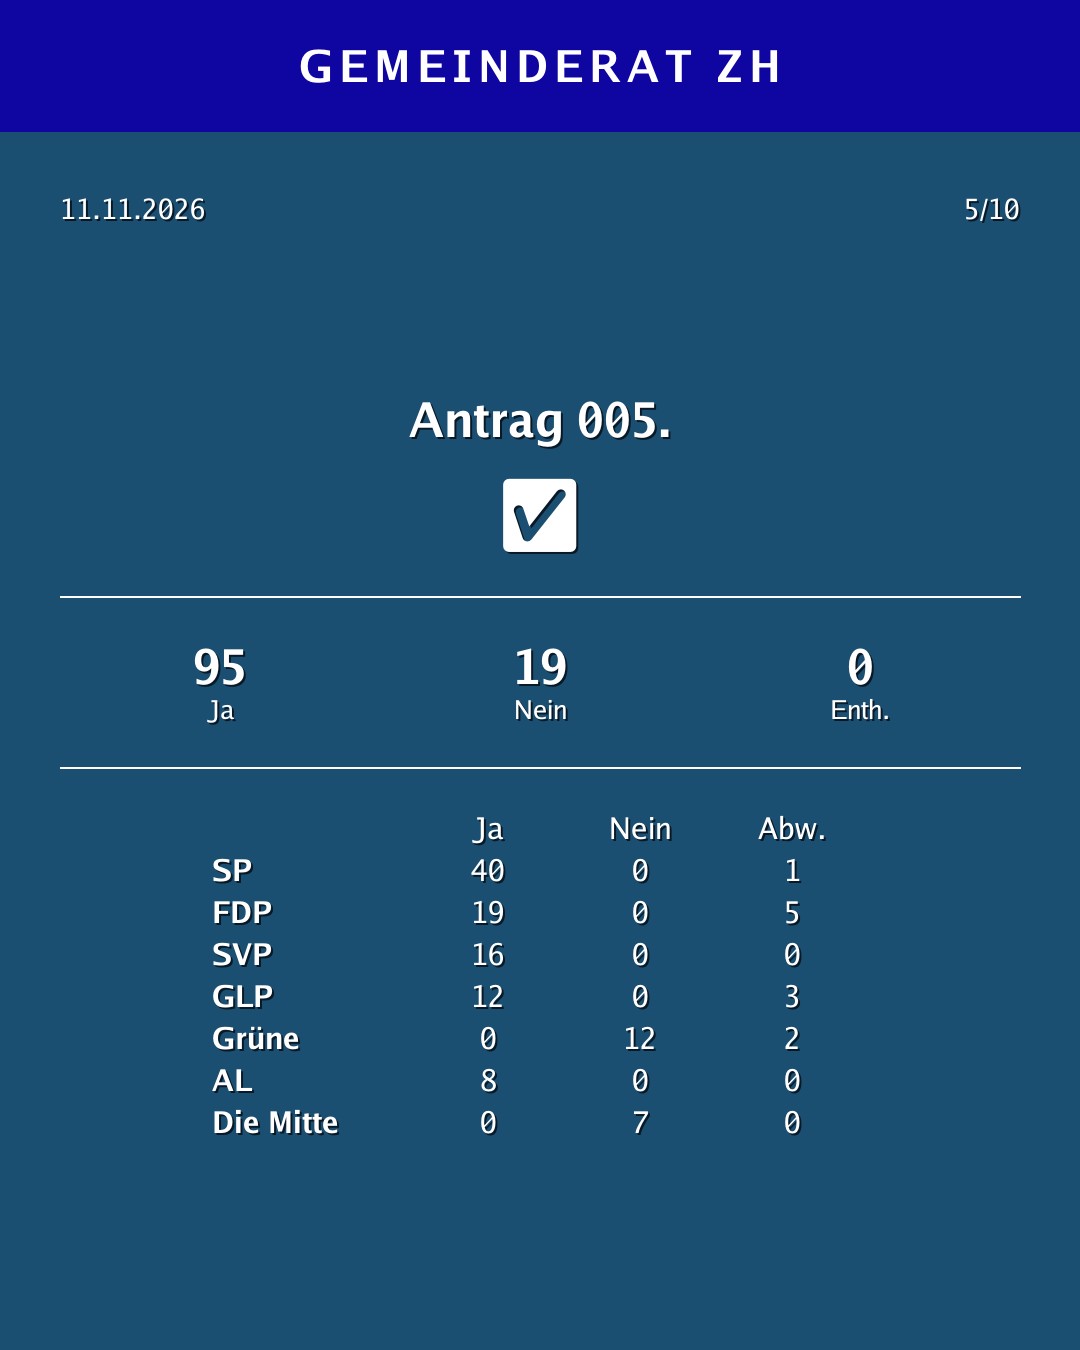 GEMEINDERAT ZH
11.11.2026 5/10
Antrag 005.
95 19 0
Ja Nein Enth.
Ja Nein Abw.
SP 40 0 1
FDP 19 0 5
SVP 16 0 0
GLP 12 0 3
Grüne 0 12 2
AL 8 0 0
Die Mitte 0 7 0